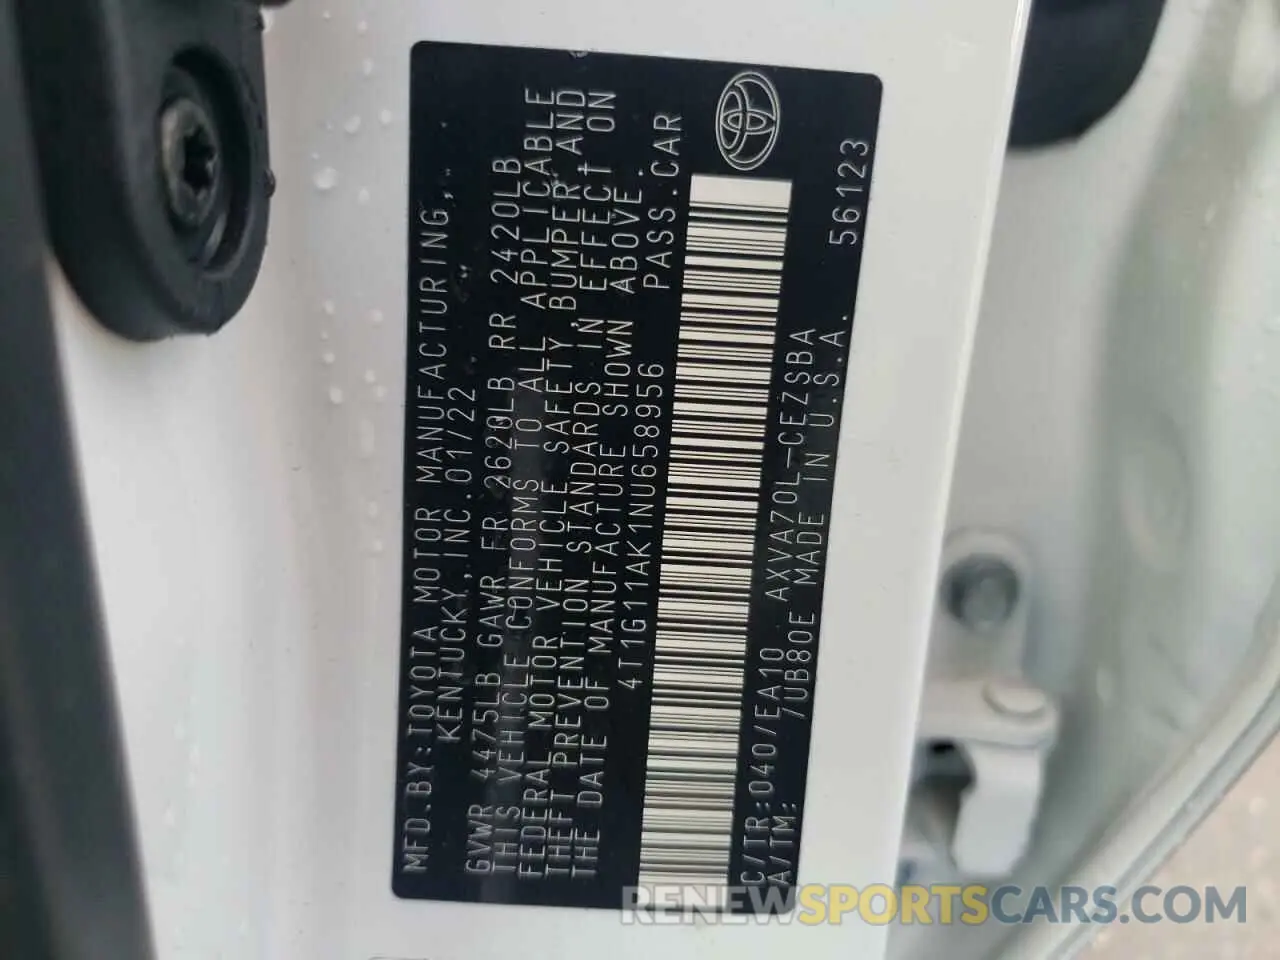 MFD.BY:TOYOTA MOTOR MANUFACTURING,
KENTUCKY,INC.01/22
GVWR 4475LB GAWR FR 2620LB RR 2420LB
THIS VEHICLE CONFORMS TO ALL APPLICABLE
FEDERAL MOTOR VEHICLE SAFETY, BUMPER, AND
THEFT PREVENTION STANDARDS IN EFFECT ON
THE DATE OF MANUFACTURE SHOWN ABOVE.
4T1G11AK1NU658956 PASS.CAR
C/TR:040/EA10 AXVA70L-CEZSBA 56123
A/TM: /UB80E MADE IN U.S.A.
RENEWSPORTSCARS.COM